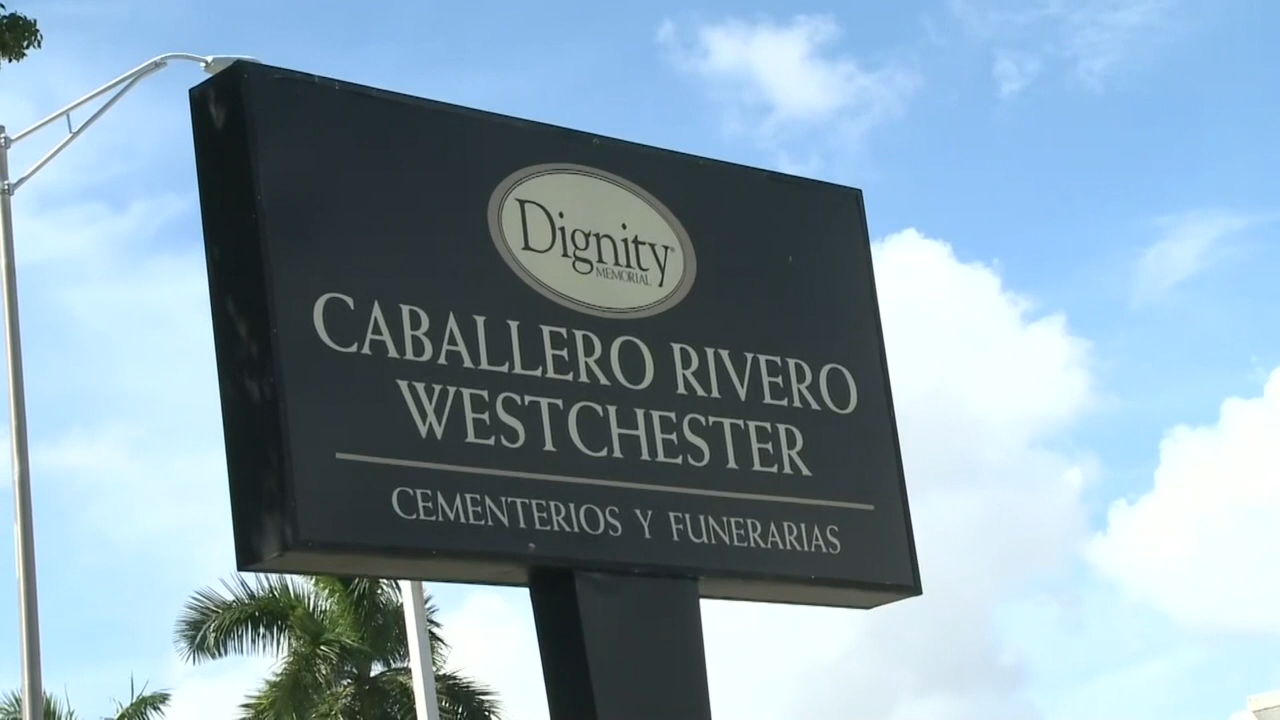 Dignity®
MEMORIAL
CABALLERO RIVERO
WESTCHESTER
CEMENTERIOS Y FUNERARIAS